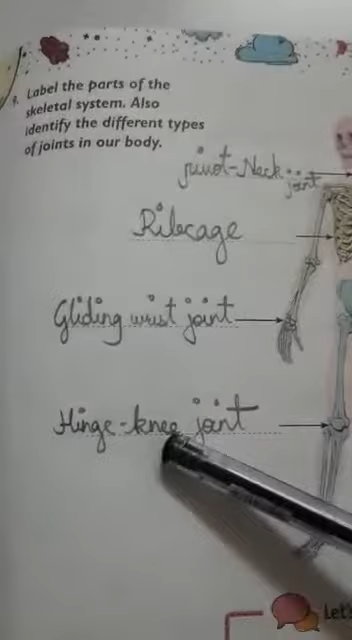 9. Label the parts of the
skeletal system. Also
identify the different types
of joints in our body.
pivot-Neck joint
Ribcage
Gliding wrist joint
Hinge-knee joint
Let's